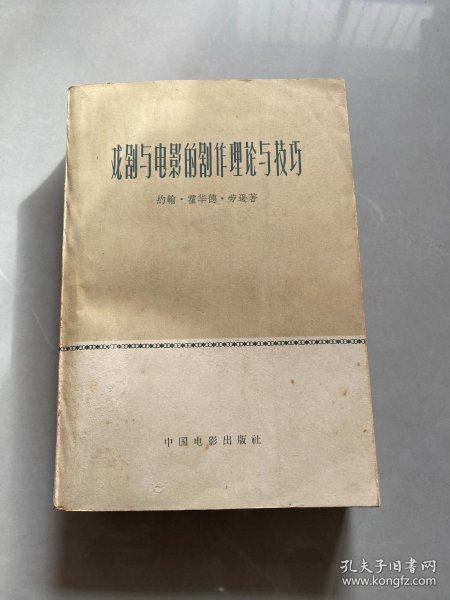 戏剧与电影的剧作理论与技巧
約翰·霍华德·劳逊著
中国电影出版社
孔夫子旧书网
www.kongfz.com